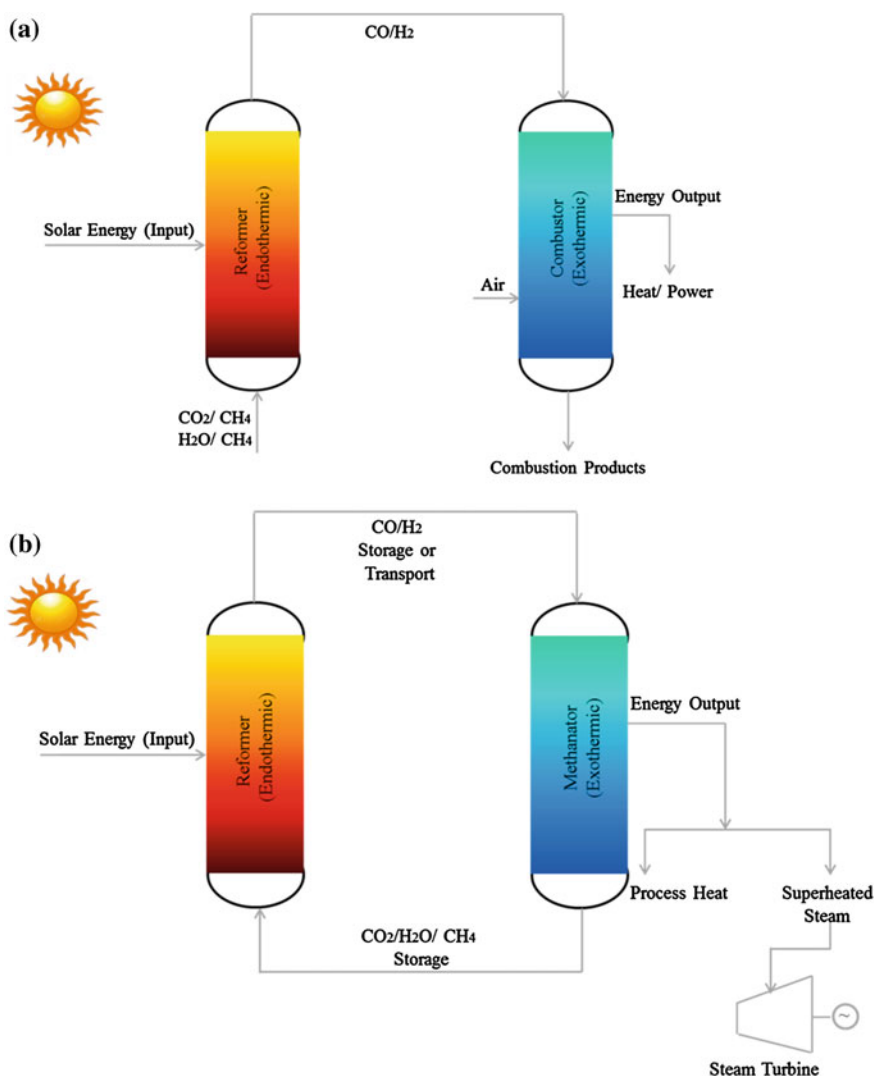 (a)
CO/H2
Solar Energy (Input)
Reformer
(Endothermic)
CO2/ CH4
H2O/ CH4
Air
Combustor
(Exothermic)
Energy Output
Heat/ Power
Combustion Products
(b)
CO/H2
Storage or
Transport
Solar Energy (Input)
Reformer
(Endothermic)
Methanator
(Exothermic)
Energy Output
Process Heat
Superheated
Steam
CO2/H2O/ CH4
Storage
~
Steam Turbine